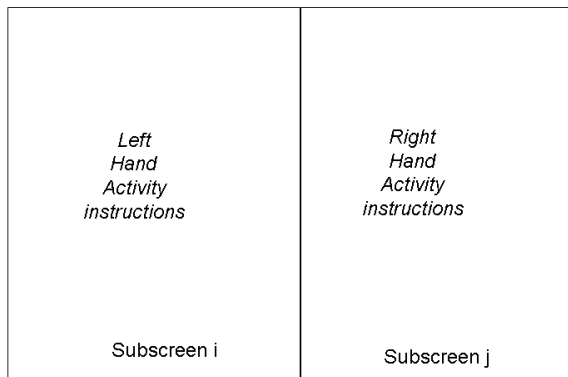 Left
Hand
Activity
instructions
Subscreen i
Right
Hand
Activity
instructions
Subscreen j